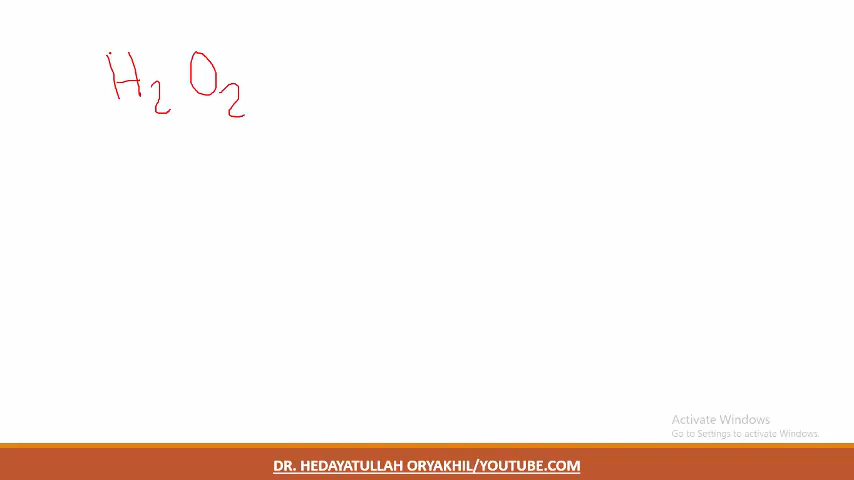 H₂O₂
Activate Windows
Go to Settings to activate Windows.
DR. HEDAYATULLAH ORYAKHIL/YOUTUBE.COM